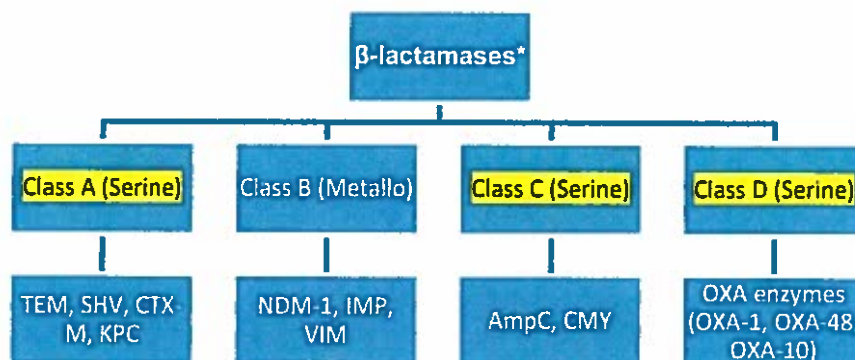 β-lactamases*
Class A (Serine)
Class B (Metallo)
Class C (Serine)
Class D (Serine)
TEM, SHV, CTX-
M, KPC
NDM-1, IMP,
VIM
AmpC, CMY
OXA enzymes
(OXA-1, OXA-48
OXA-10)